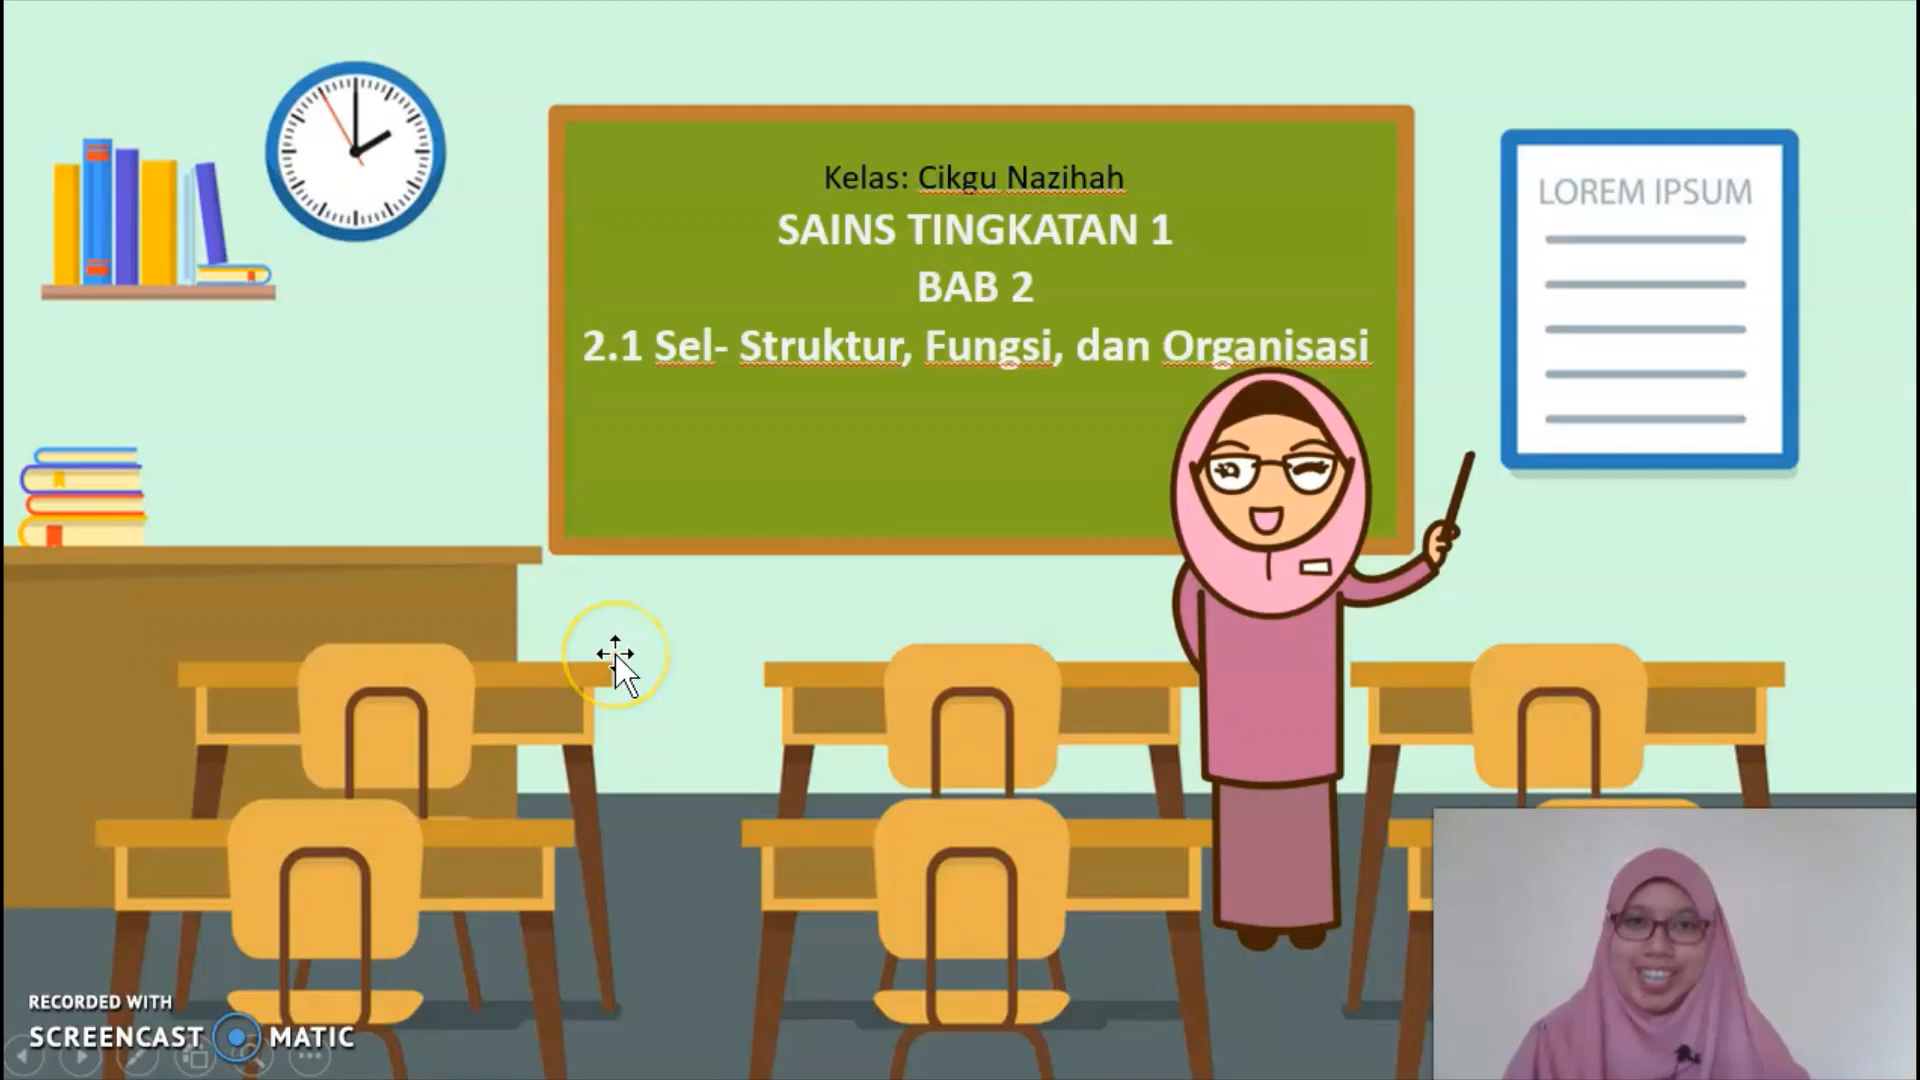 Kelas: Cikgu Nazihah
SAINS TINGKATAN 1
BAB 2
2.1 Sel- Struktur, Fungsi, dan Organisasi
LOREM IPSUM
RECORDED WITH
SCREENCAST MATIC